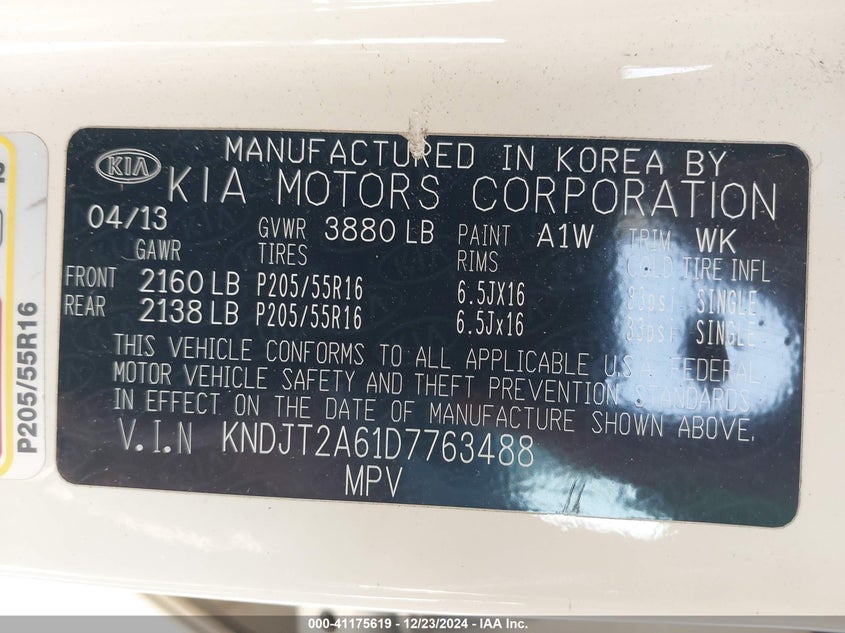 KIA
MANUFACTURED IN KOREA BY
KIA MOTORS CORPORATION
04/13 GVWR 3880 LB PAINT A1W TRIM WK
GAWR TIRES RIMS COLD TIRE INFL
FRONT 2160 LB P205/55R16 6.5JX16 33psi SINGLE
REAR 2138 LB P205/55R16 6.5Jx16 33psi SINGLE
THIS VEHICLE CONFORMS TO ALL APPLICABLE U.S.A. FEDERAL
MOTOR VEHICLE SAFETY AND THEFT PREVENTION STANDARDS
IN EFFECT ON THE DATE OF MANUFACTURE SHOWN ABOVE.
V.I.N KNDJT2A61D7763488
MPV
P205/55R16
000-41175619 - 12/23/2024 - IAA Inc.